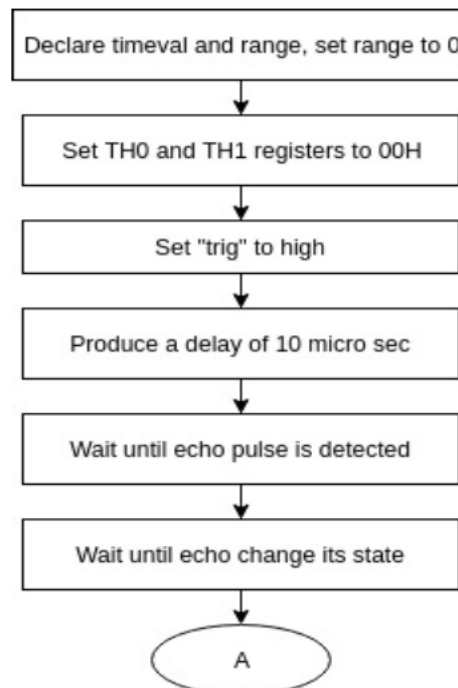 Declare timeval and range, set range to 0
Set TH0 and TH1 registers to 00H
Set "trig" to high
Produce a delay of 10 micro sec
Wait until echo pulse is detected
Wait until echo change its state
A